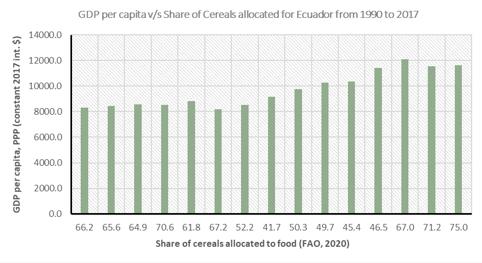 GDP per capita v/s Share of Cereals allocated for Ecuador from 1990 to 2017
GDP per capita, PPP (constant 2017 int. $)
14000.0
12000.0
10000.0
8000.0
6000.0
4000.0
2000.0
0.0
66.2 65.6 64.9 70.6 61.8 67.2 52.2 41.7 50.3 49.7 45.4 46.5 67.0 71.2 75.0
Share of cereals allocated to food (FAO, 2020)